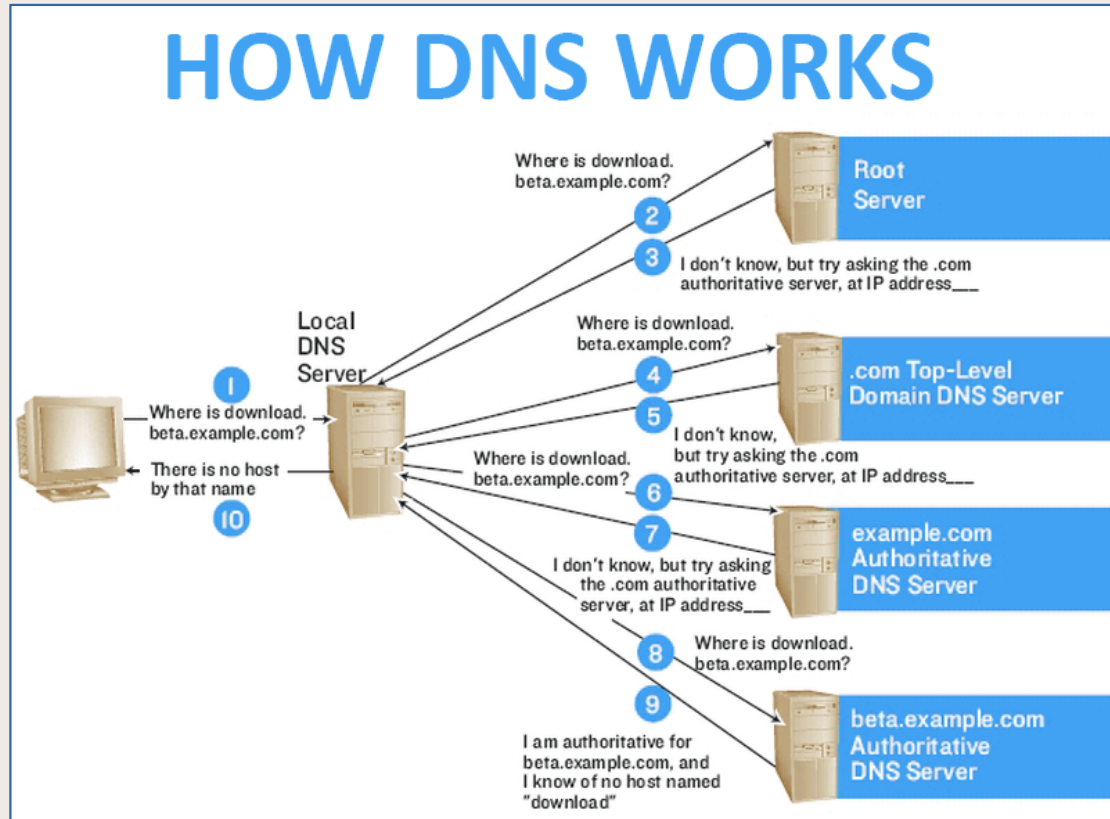 HOW DNS WORKS
Where is download.
beta.example.com?
2
Root
Server
3
I don't know, but try asking the .com
authoritative server, at IP address___
Local
DNS
Server
Where is download.
beta.example.com?
4
.com Top-Level
Domain DNS Server
5
1
Where is download.
beta.example.com?
I don't know,
but try asking the .com
authoritative server, at IP address___
There is no host
by that name
10
Where is download.
beta.example.com?
6
7
example.com
Authoritative
DNS Server
I don't know, but try asking
the .com authoritative
server, at IP address___
8
Where is download.
beta.example.com?
9
I am authoritative for
beta.example.com, and
I know of no host named
"download"
beta.example.com
Authoritative
DNS Server